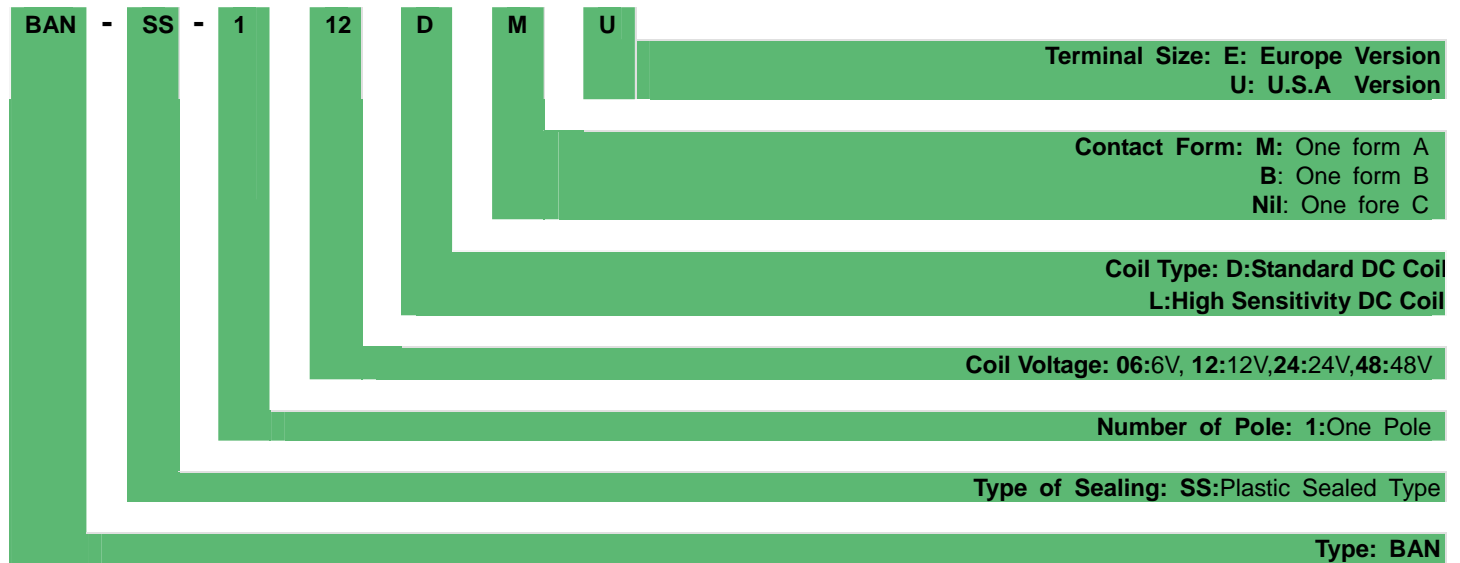 BAN - SS - 1 12 D M U
Terminal Size: E: Europe Version
U: U.S.A Version
Contact Form: M: One form A
B: One form B
Nil: One fore C
Coil Type: D:Standard DC Coil
L:High Sensitivity DC Coil
Coil Voltage: 06:6V, 12:12V,24:24V,48:48V
Number of Pole: 1:One Pole
Type of Sealing: SS:Plastic Sealed Type
Type: BAN